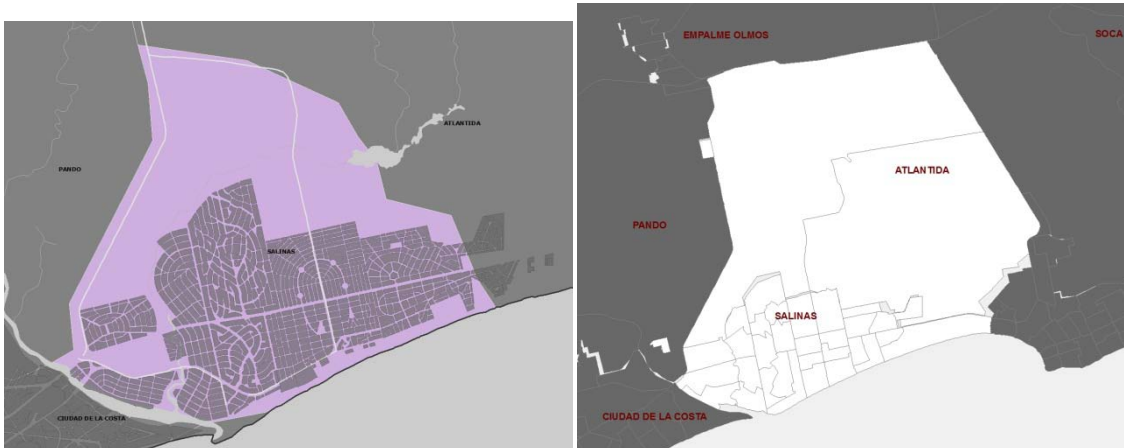 ATLANTIDA
PANDO
SALINAS
CIUDAD DE LA COSTA
EMPALME OLMOS
SOCA
ATLANTIDA
PANDO
SALINAS
CIUDAD DE LA COSTA